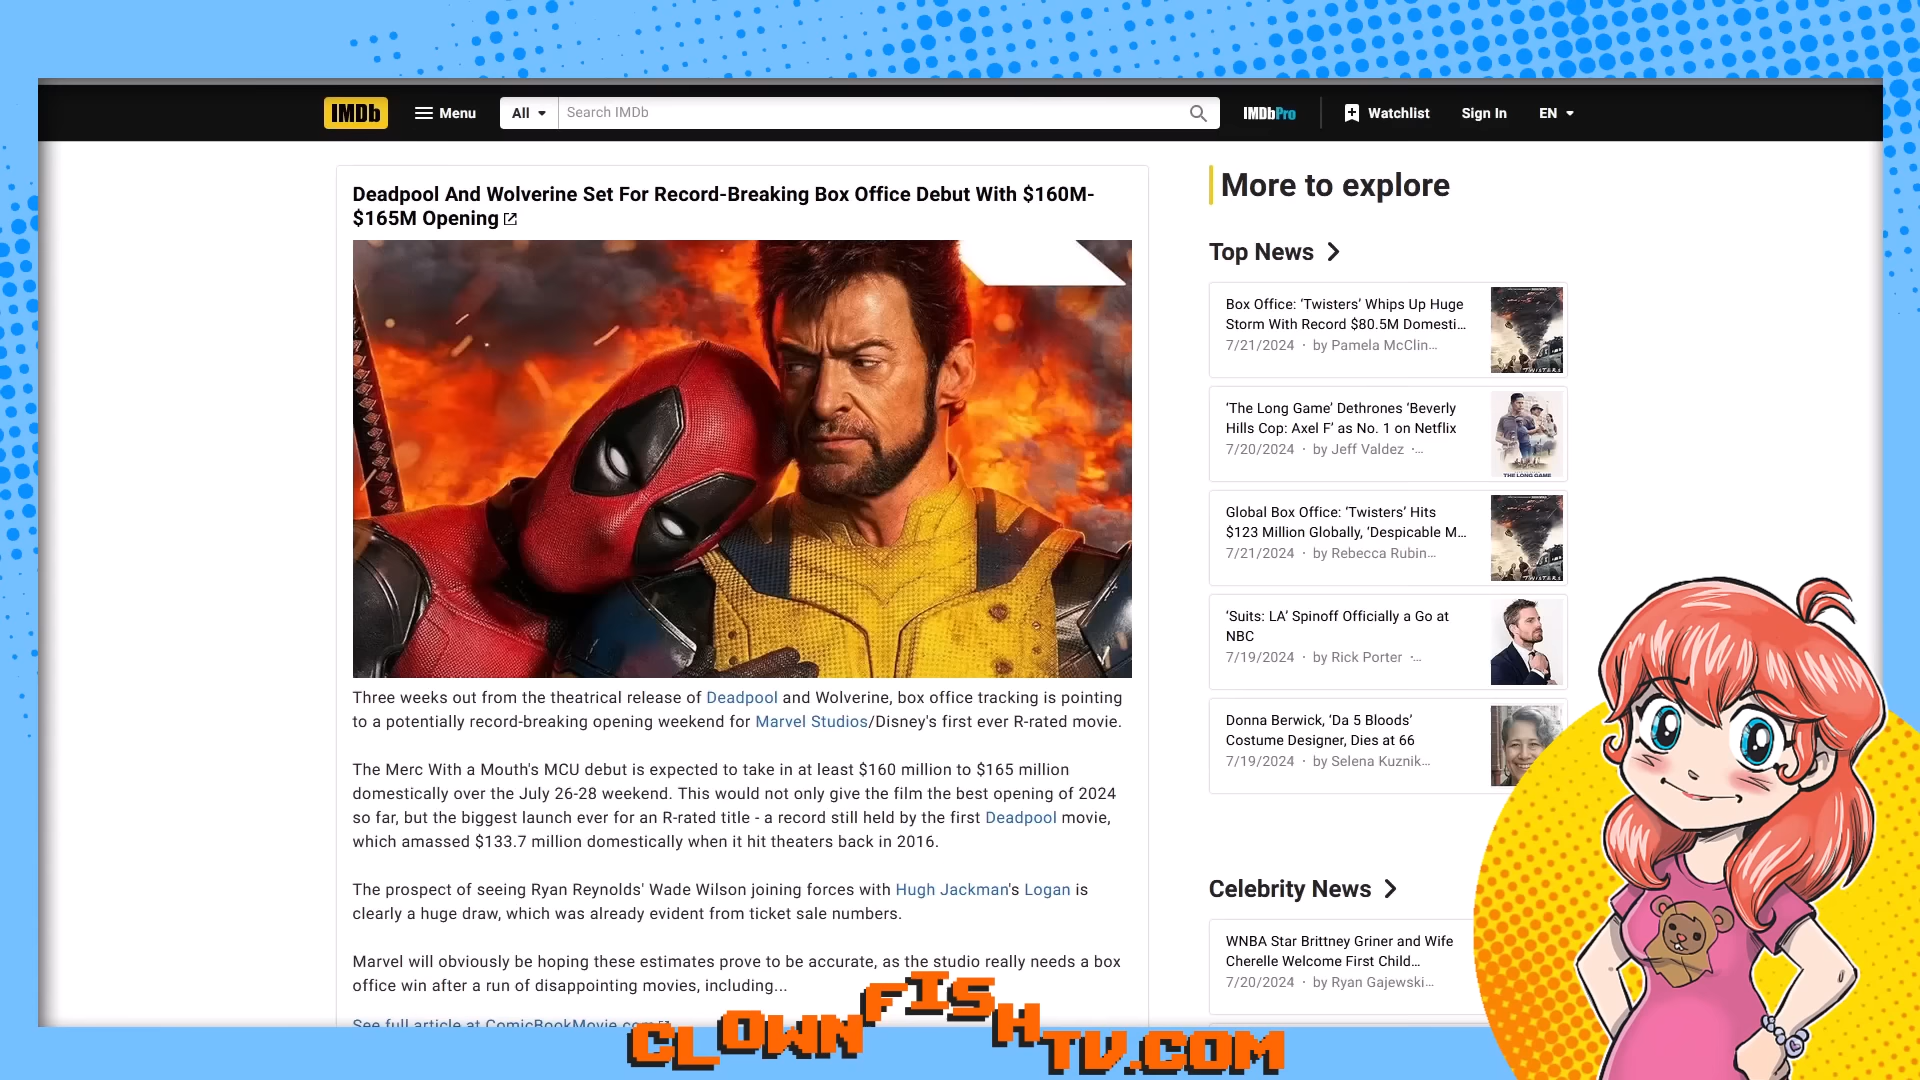 IMDb
Menu
All
Search IMDb
IMDbPro
Watchlist
Sign In
EN
Deadpool And Wolverine Set For Record-Breaking Box Office Debut With $160M-
$165M Opening
Three weeks out from the theatrical release of Deadpool and Wolverine, box office tracking is pointing
to a potentially record-breaking opening weekend for Marvel Studios/Disney's first ever R-rated movie.
The Merc With a Mouth's MCU debut is expected to take in at least $160 million to $165 million
domestically over the July 26-28 weekend. This would not only give the film the best opening of 2024
so far, but the biggest launch ever for an R-rated title - a record still held by the first Deadpool movie,
which amassed $133.7 million domestically when it hit theaters back in 2016.
The prospect of seeing Ryan Reynolds' Wade Wilson joining forces with Hugh Jackman's Logan is
clearly a huge draw, which was already evident from ticket sale numbers.
Marvel will obviously be hoping these estimates prove to be accurate, as the studio really needs a box
office win after a run of disappointing movies, including...
See full article at ComicBookMovie.com
More to explore
Top News
Box Office: ‘Twisters’ Whips Up Huge
Storm With Record $80.5M Domesti...
7/21/2024 · by Pamela McClin...
TWISTERS
‘The Long Game’ Dethrones ‘Beverly
Hills Cop: Axel F’ as No. 1 on Netflix
7/20/2024 · by Jeff Valdez ·...
THE LONG GAME
Global Box Office: ‘Twisters’ Hits
$123 Million Globally, ‘Despicable M...
7/21/2024 · by Rebecca Rubin...
TWISTERS
‘Suits: LA’ Spinoff Officially a Go at
NBC
7/19/2024 · by Rick Porter ·...
Donna Berwick, ‘Da 5 Bloods’
Costume Designer, Dies at 66
7/19/2024 · by Selena Kuznik...
Celebrity News
WNBA Star Brittney Griner and Wife
Cherelle Welcome First Child...
7/20/2024 · by Ryan Gajewski...
CLOWNFISHTV.COM